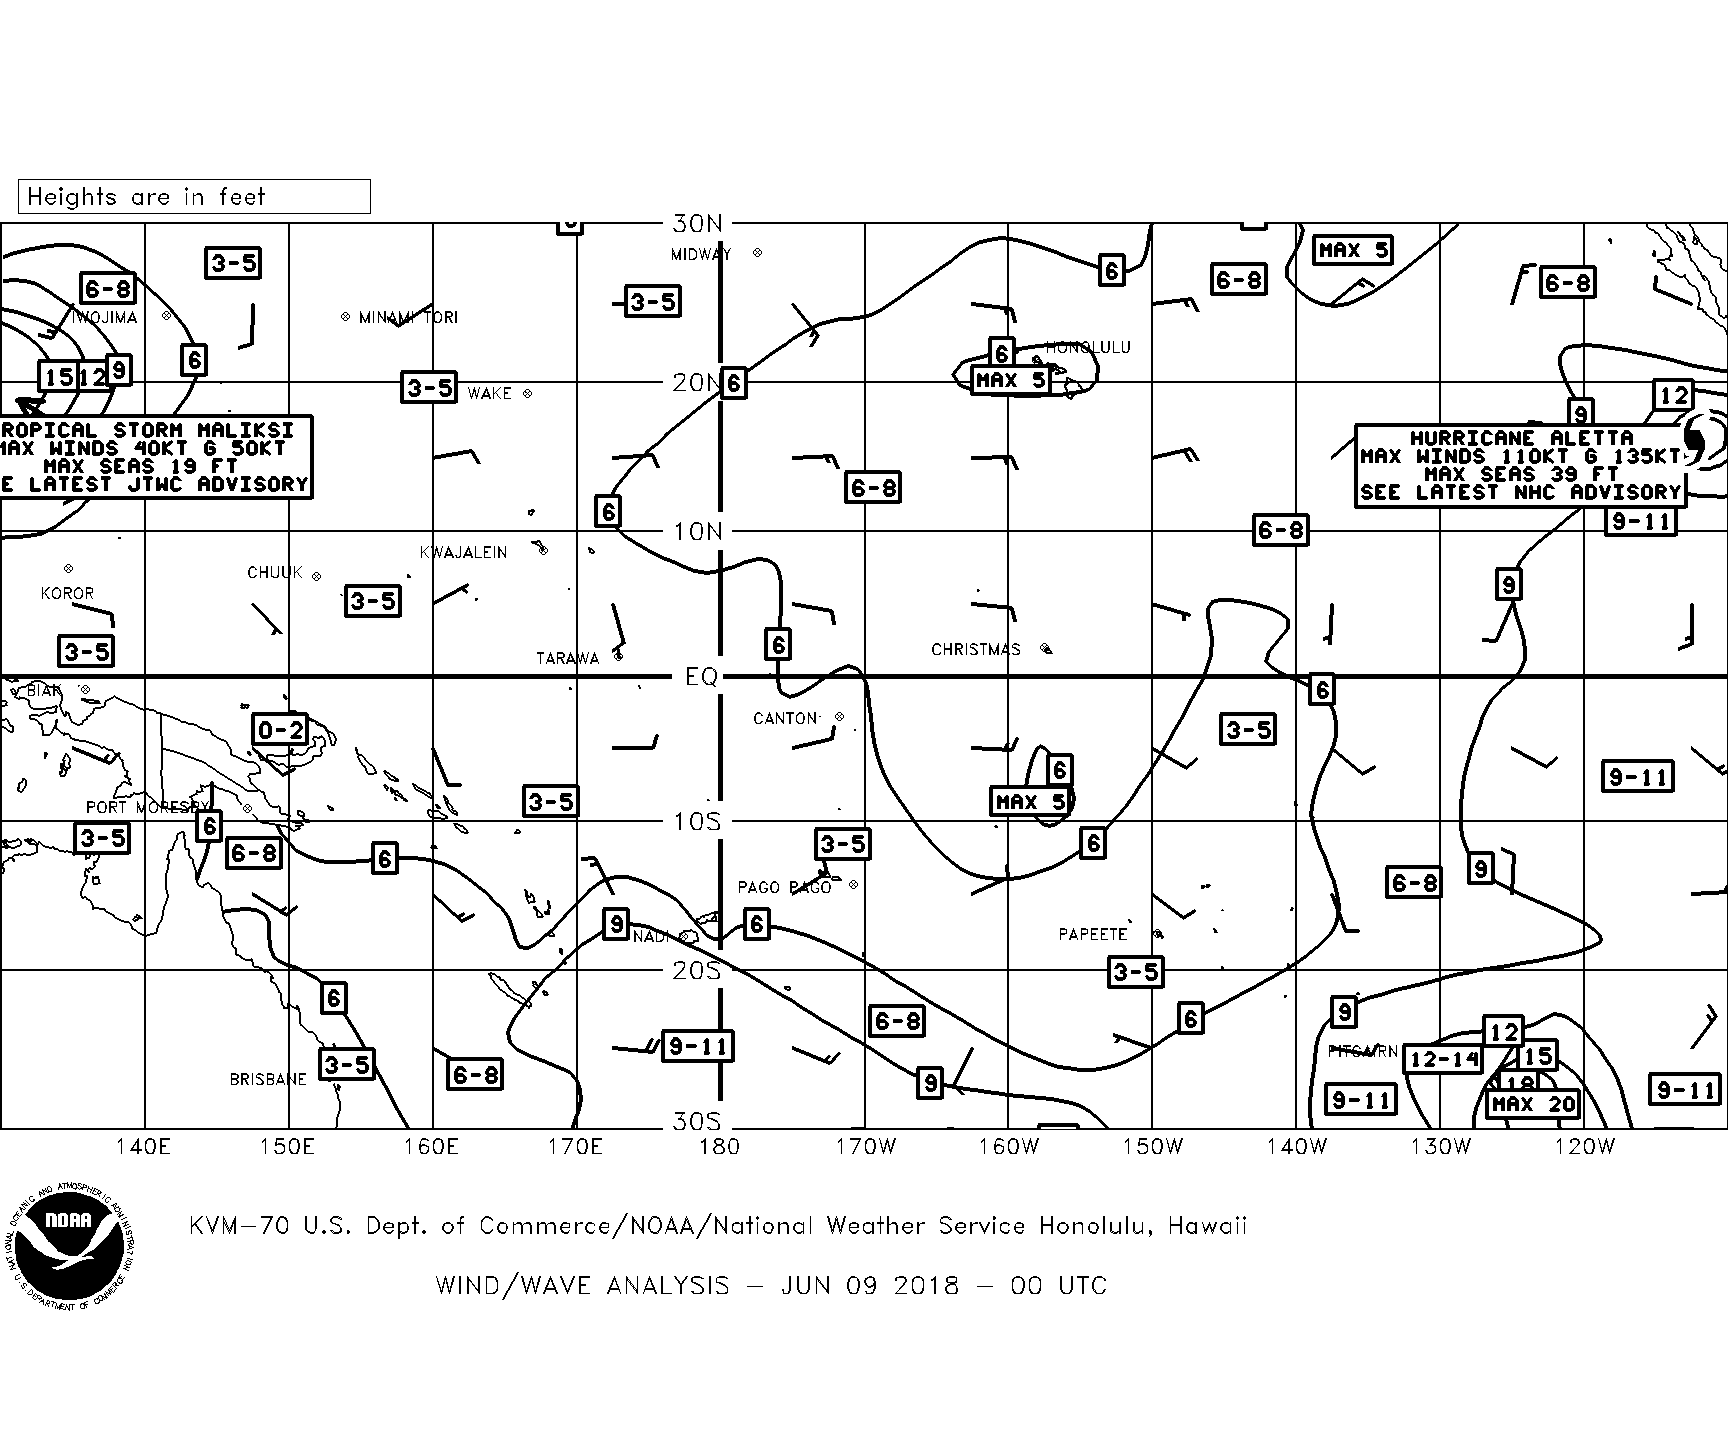 Heights are in feet
30N
MIDWAY
MAX 5
3-5
6
6-8
6-8
6-8
3-5
IWOJIMA
MINAMI TORI
6
HONOLULU
6
9
15
12
MAX 5
20N
6
3-5
WAKE
12
9
ROPICAL STORM MALIKSI
MAX WINDS 40KT G 50KT
MAX SEAS 19 FT
E LATEST JTWC ADVISORY
HURRICANE ALETTA
MAX WINDS 110KT G 135KT
MAX SEAS 39 FT
SEE LATEST NHC ADVISORY
6-8
6
9-11
10N
6-8
KWAJALEIN
CHUUK
9
KOROR
3-5
6
3-5
CHRISTMAS
TARAWA
EQ
BIAK
6
CANTON
0-2
3-5
6
9-11
MAX 5
3-5
PORT MORESBY
10S
6
3-5
6-8
6
3-5
6
9
6-8
PAGO PAGO
9
6
NADI
PAPEETE
20S
3-5
6
6
9
6-8
12
9-11
PITCAIRN
12-14
15
3-5
6-8
BRISBANE
9
18
9-11
MAX 20
9-11
30S
140E 150E 160E 170E 180 170W 160W 150W 140W 130W 120W
NOAA
NATIONAL OCEANIC AND ATMOSPHERIC ADMINISTRATION
U.S. DEPARTMENT OF COMMERCE
KVM-70 U.S. Dept. of Commerce/NOAA/National Weather Service Honolulu, Hawaii
WIND/WAVE ANALYSIS - JUN 09 2018 - 00 UTC